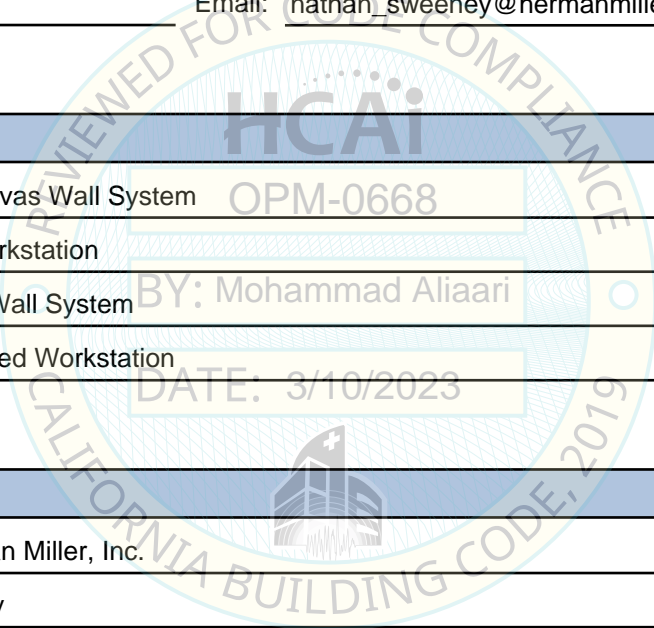 Email: nathan_sweeney@hermanmille
REVIEWED FOR CODE COMPLIANCE
HCAi
vas Wall System
OPM-0668
rkstation
Wall System
BY: Mohammad Aliaari
ed Workstation
DATE: 3/10/2023
n Miller, Inc.
CALIFORNIA BUILDING CODE, 2019